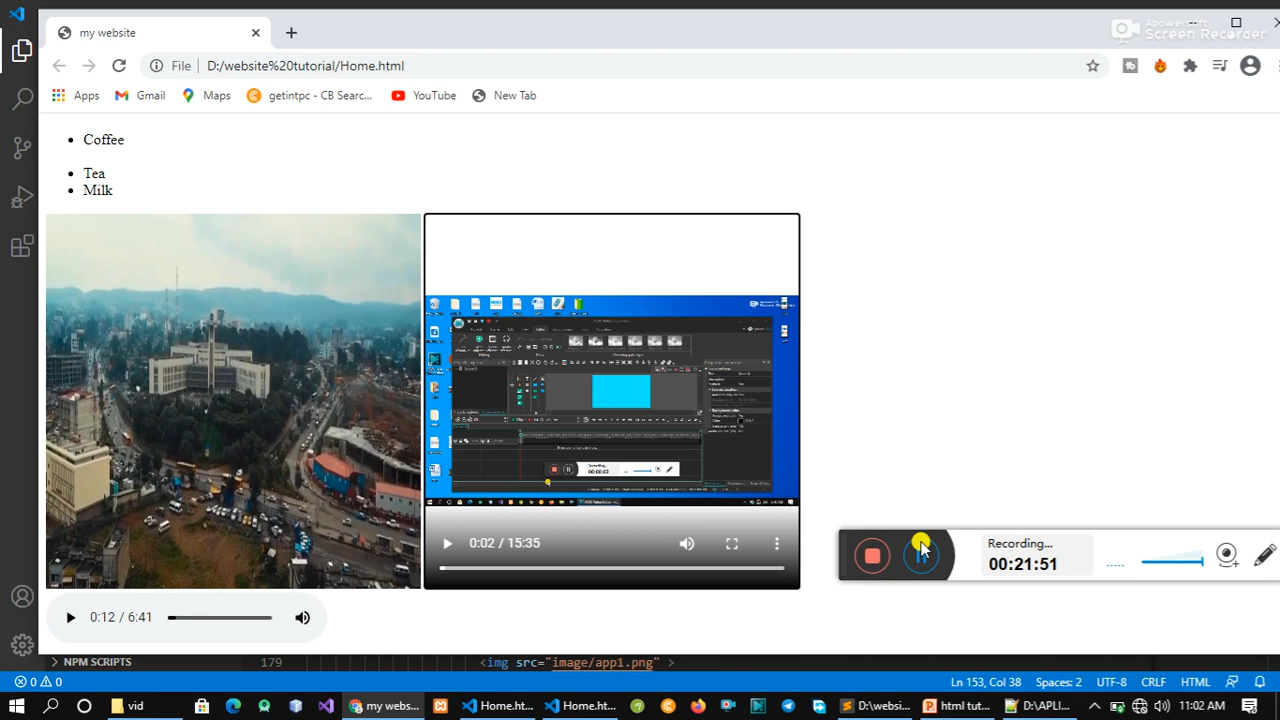 my website
Apowersoft
Screen Recorder
File D:/website%20tutorial/Home.html
Apps Gmail Maps getintpc - CB Searc... YouTube New Tab
Coffee
Tea
Milk
0:02 / 15:35
Recording...
00:21:51
0:12 / 6:41
NPM SCRIPTS
179 <img src="image/app1.png" >
0 0 Ln 153, Col 38 Spaces: 2 UTF-8 CRLF HTML
vid my webs... Home.ht... Home.ht... D:\websi... html tut... D:\APLI... 11:02 AM